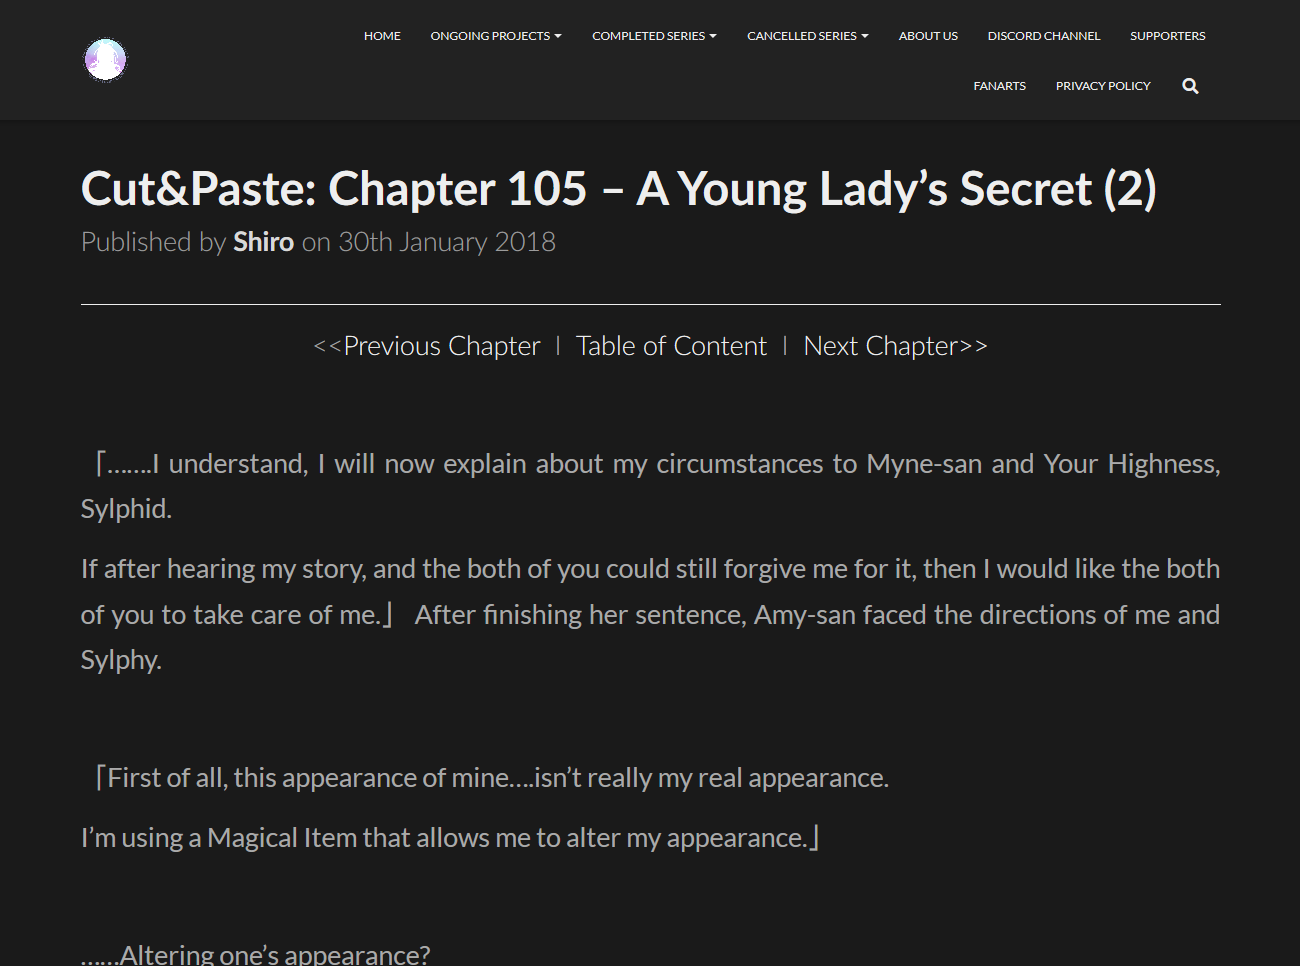 HOME ONGOING PROJECTS COMPLETED SERIES CANCELLED SERIES ABOUT US DISCORD CHANNEL SUPPORTERS
FANARTS PRIVACY POLICY
Cut&Paste: Chapter 105 – A Young Lady’s Secret (2)
Published by Shiro on 30th January 2018
<<Previous Chapter | Table of Content | Next Chapter>>
「…….I understand, I will now explain about my circumstances to Myne-san and Your Highness,
Sylphid.
If after hearing my story, and the both of you could still forgive me for it, then I would like the both
of you to take care of me.」 After finishing her sentence, Amy-san faced the directions of me and
Sylphy.
「First of all, this appearance of mine….isn’t really my real appearance.
I’m using a Magical Item that allows me to alter my appearance.」
……Altering one’s appearance?